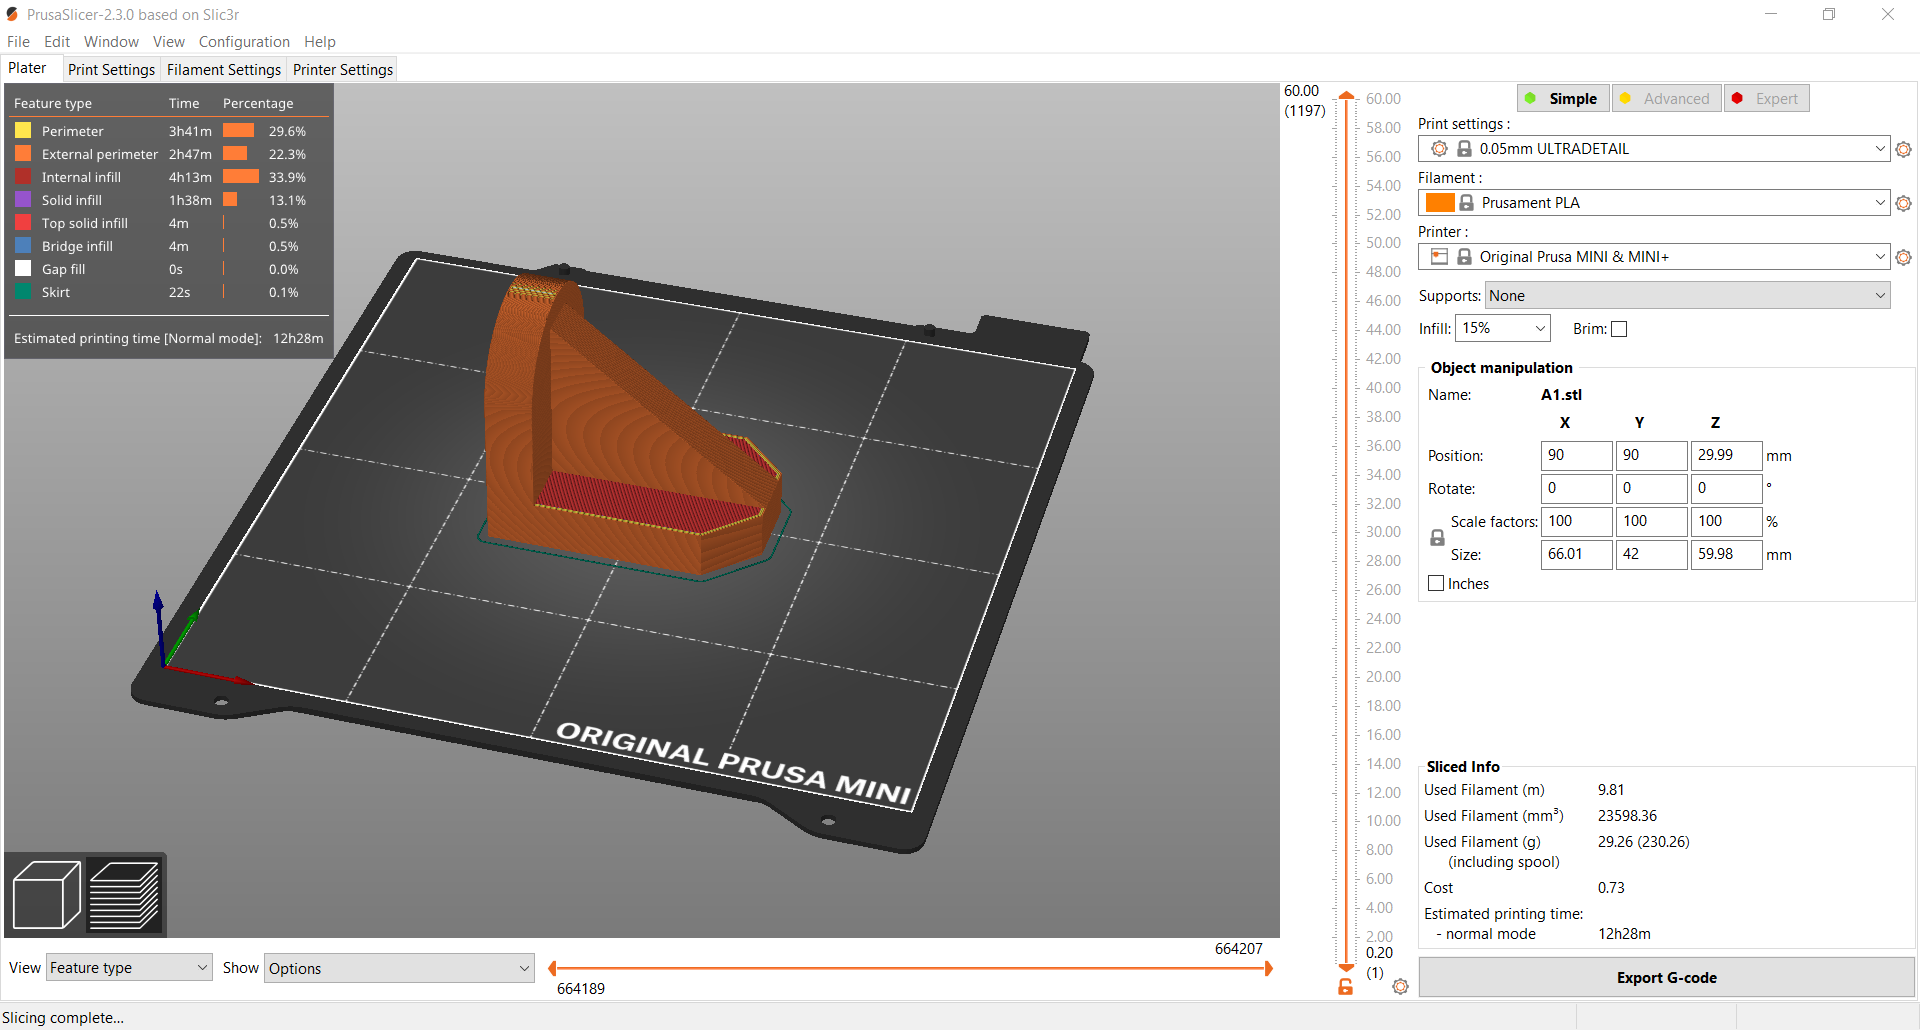 PrusaSlicer-2.3.0 based on Slic3r
File Edit Window View Configuration Help
Plater Print Settings Filament Settings Printer Settings
Feature type Time Percentage
Perimeter 3h41m 29.6%
External perimeter 2h47m 22.3%
Internal infill 4h13m 33.9%
Solid infill 1h38m 13.1%
Top solid infill 4m 0.5%
Bridge infill 4m 0.5%
Gap fill 0s 0.0%
Skirt 22s 0.1%
Estimated printing time [Normal mode]: 12h28m
ORIGINAL PRUSA MINI
View Feature type Show Options
664207
664189
60.00
(1197)
60.00
58.00
56.00
54.00
52.00
50.00
48.00
46.00
44.00
42.00
40.00
38.00
36.00
34.00
32.00
30.00
28.00
26.00
24.00
22.00
20.00
18.00
16.00
14.00
12.00
10.00
8.00
6.00
4.00
2.00
0.20
(1)
Simple Advanced Expert
Print settings :
0.05mm ULTRADETAIL
Filament :
Prusament PLA
Printer :
Original Prusa MINI & MINI+
Supports: None
Infill: 15% Brim:
Object manipulation
Name: A1.stl
X Y Z
Position: 90 90 29.99 mm
Rotate: 0 0 0 °
Scale factors: 100 100 100 %
Size: 66.01 42 59.98 mm
Inches
Sliced Info
Used Filament (m) 9.81
Used Filament (mm³) 23598.36
Used Filament (g) 29.26 (230.26)
(including spool)
Cost 0.73
Estimated printing time:
- normal mode 12h28m
Export G-code
Slicing complete...